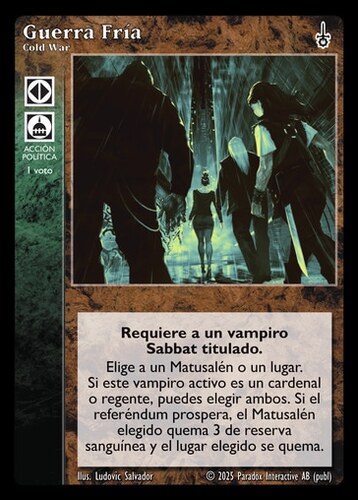 Guerra Fría
Cold War
ACCIÓN
POLÍTICA
1 voto
Requiere a un vampiro
Sabbat titulado.
Elige a un Matusalén o un lugar.
Si este vampiro activo es un cardenal
o regente, puedes elegir ambos. Si el
referéndum prospera, el Matusalén
elegido quema 3 de reserva
sanguínea y el lugar elegido se quema.
Ilus. Ludovic Salvador
© 2025 Paradox Interactive AB (publ)